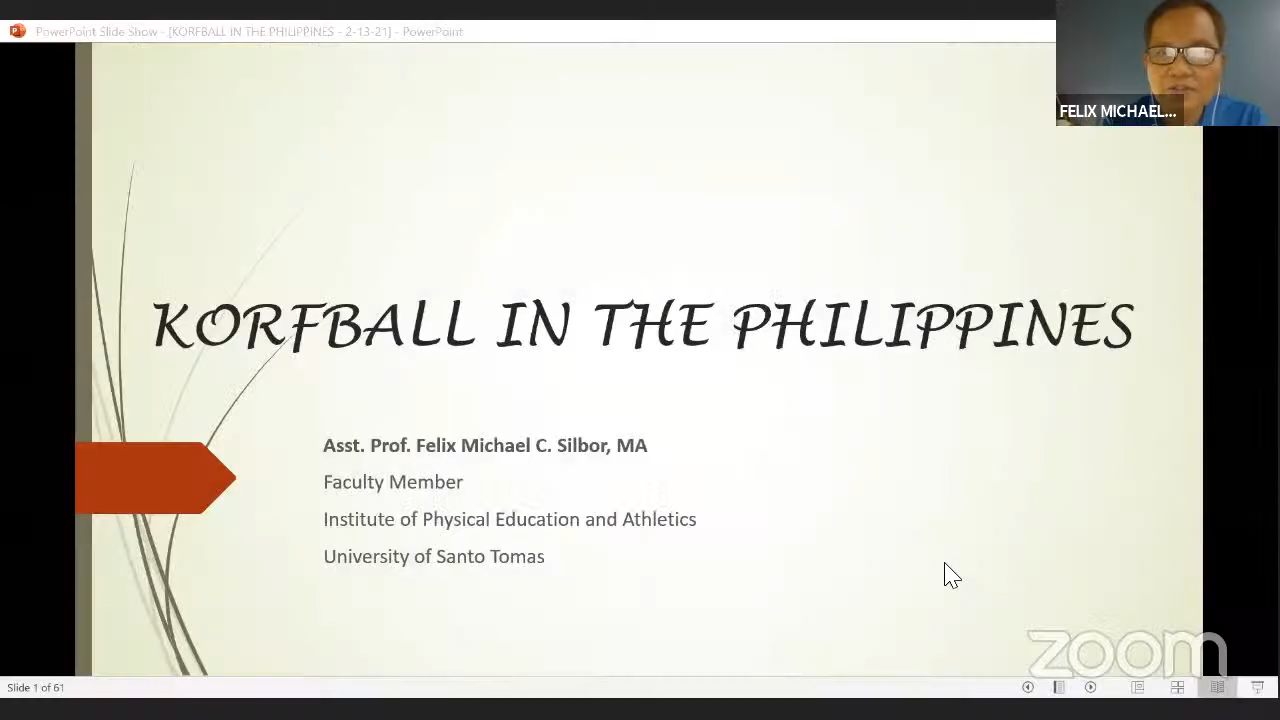 PowerPoint Slide Show - [KORFBALL IN THE PHILIPPINES - 2-13-21] - PowerPoint
FELIX MICHAEL...
KORFBALL IN THE PHILIPPINES
Asst. Prof. Felix Michael C. Silbor, MA
Faculty Member
Institute of Physical Education and Athletics
University of Santo Tomas
zoom
Slide 1 of 61